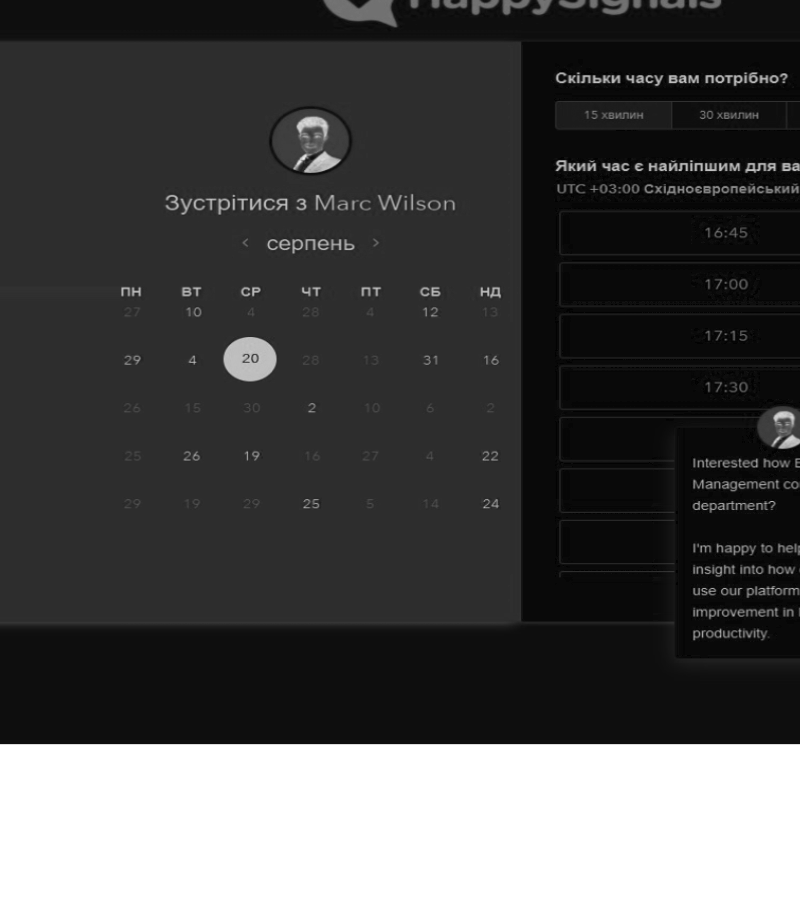 HappySignals
Зустрітися з Marc Wilson
серпень
ПН ВТ СР ЧТ ПТ СБ НД
27 10 4 28 4 12 13
29 4 20 28 13 31 16
26 15 30 2 10 6 2
25 26 19 16 27 4 22
29 19 29 25 5 14 24
Скільки часу вам потрібно?
15 хвилин 30 хвилин
Який час є найліпшим для
UTC +03:00 Східноєвропейський
16:45
17:00
17:15
17:30
Interested how
Management
department?
I'm happy to
insight into how
use our platform
improvement in
productivity.